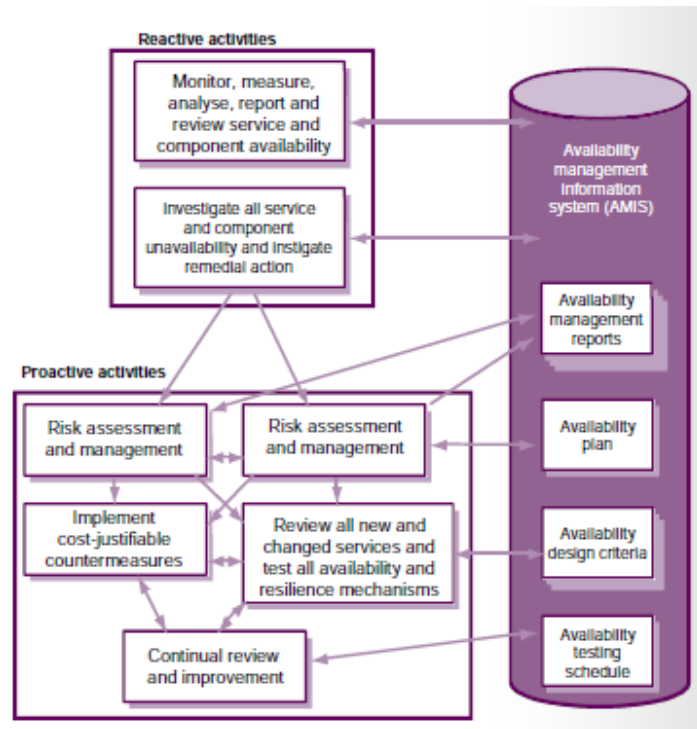 Reactive activities
Monitor, measure,
analyse, report and
review service and
component availability
Investigate all service
and component
unavailability and instigate
remedial action
Proactive activities
Risk assessment
and management
Risk assessment
and management
Implement
cost-justifiable
countermeasures
Review all new and
changed services and
test all availability and
resilience mechanisms
Continual review
and improvement
Availability
management
information
system (AMIS)
Availability
management
reports
Availability
plan
Availability
design criteria
Availability
testing
schedule